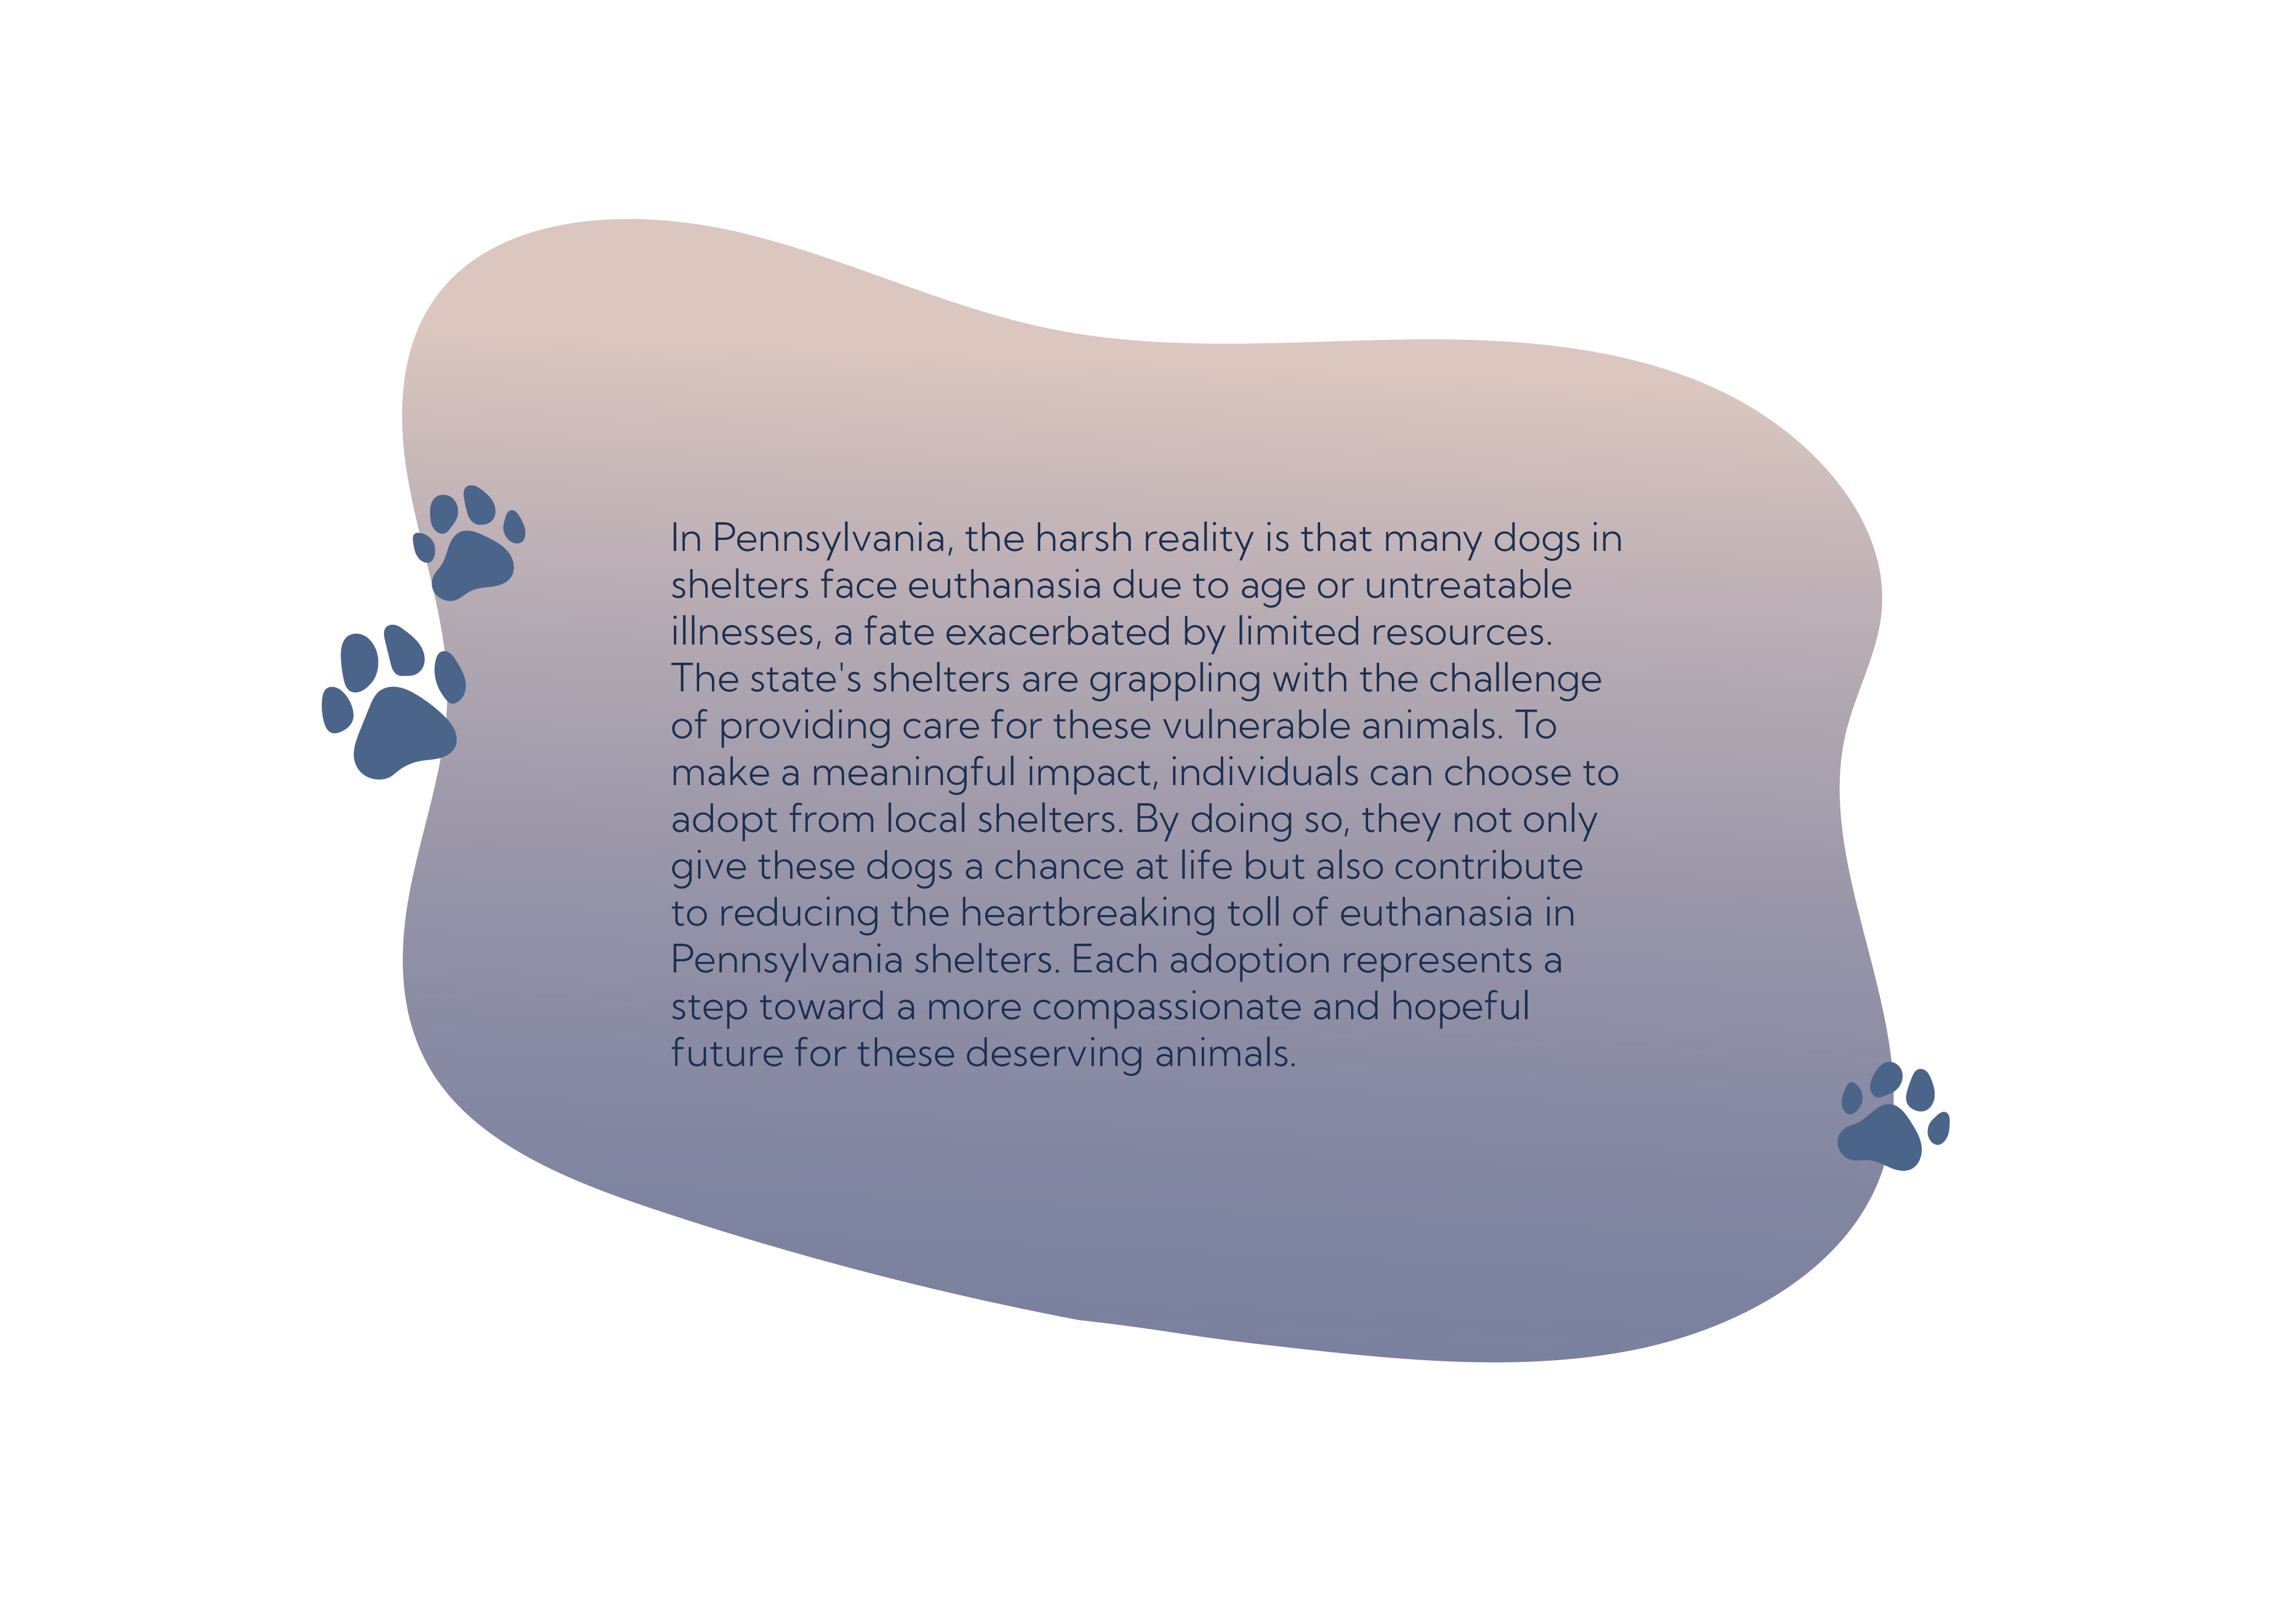 In Pennsylvania, the harsh reality is that many dogs in
shelters face euthanasia due to age or untreatable
illnesses, a fate exacerbated by limited resources.
The state's shelters are grappling with the challenge
of providing care for these vulnerable animals. To
make a meaningful impact, individuals can choose to
adopt from local shelters. By doing so, they not only
give these dogs a chance at life but also contribute
to reducing the heartbreaking toll of euthanasia in
Pennsylvania shelters. Each adoption represents a
step toward a more compassionate and hopeful
future for these deserving animals.